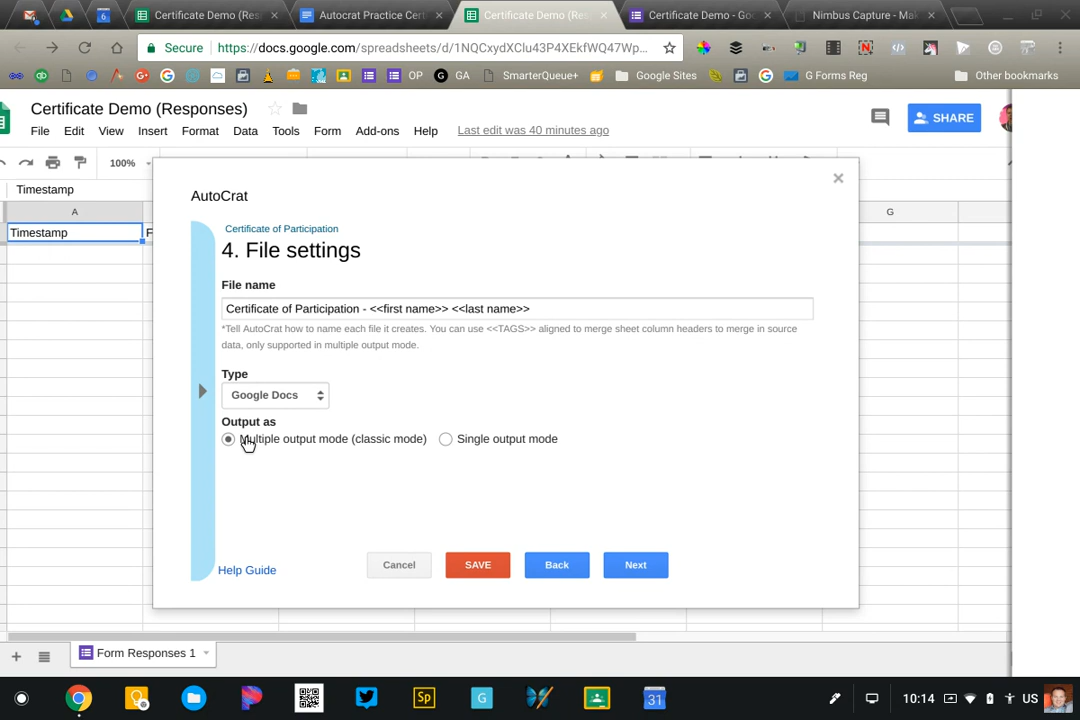 Certificate Demo (Res
Autocrat Practice Cert
Certificate Demo (Res
Certificate Demo - Goo
Nimbus Capture - Mak
Secure
https://docs.google.com/spreadsheets/d/1NQCxydXClu43P4XEkfWQ47Wp...
OP
GA
SmarterQueue+
Google Sites
G Forms Reg
Other bookmarks
Certificate Demo (Responses)
File Edit View Insert Format Data Tools Form Add-ons Help Last edit was 40 minutes ago
SHARE
100%
Timestamp
A
G
Timestamp
F
AutoCrat
Certificate of Participation
4. File settings
File name
Certificate of Participation - <<first name>> <<last name>>
*Tell AutoCrat how to name each file it creates. You can use <<TAGS>> aligned to merge sheet column headers to merge in source
data, only supported in multiple output mode.
Type
Google Docs
Output as
Multiple output mode (classic mode) Single output mode
Help Guide
Cancel
SAVE
Back
Next
Form Responses 1
Sp
G
31
10:14
US